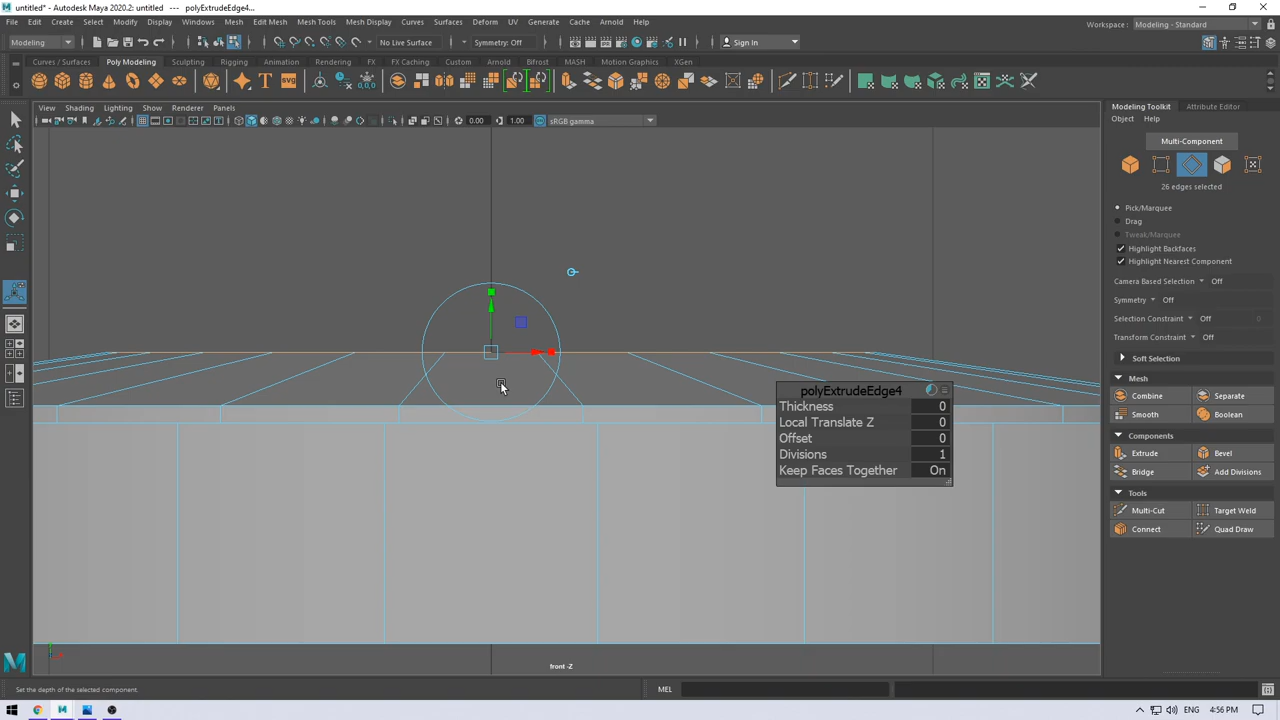 untitled* - Autodesk Maya 2020.2: untitled --- polyExtrudeEdge4...
File Edit Create Select Modify Display Windows Mesh Edit Mesh Mesh Tools Mesh Display Curves Surfaces Deform UV Generate Cache Arnold Help
Workspace : Modeling - Standard
Modeling No Live Surface Symmetry: Off Sign In
Curves / Surfaces Poly Modeling Sculpting Rigging Animation Rendering FX FX Caching Custom Arnold Bifrost MASH Motion Graphics XGen
View Shading Lighting Show Renderer Panels
0.00 1.00 sRGB gamma
Modeling Toolkit Attribute Editor
Object Help
Multi-Component
26 edges selected
Pick/Marquee
Drag
Tweak/Marquee
Highlight Backfaces
Highlight Nearest Component
Camera Based Selection Off
Symmetry Off
Selection Constraint Off 0
Transform Constraint Off
Soft Selection
Mesh
Combine Separate
Smooth Boolean
Components
Extrude Bevel
Bridge Add Divisions
Tools
Multi-Cut Target Weld
Connect Quad Draw
polyExtrudeEdge4
Thickness 0
Local Translate Z 0
Offset 0
Divisions 1
Keep Faces Together On
front -Z
Set the depth of the selected component.
MEL
ENG 4:56 PM